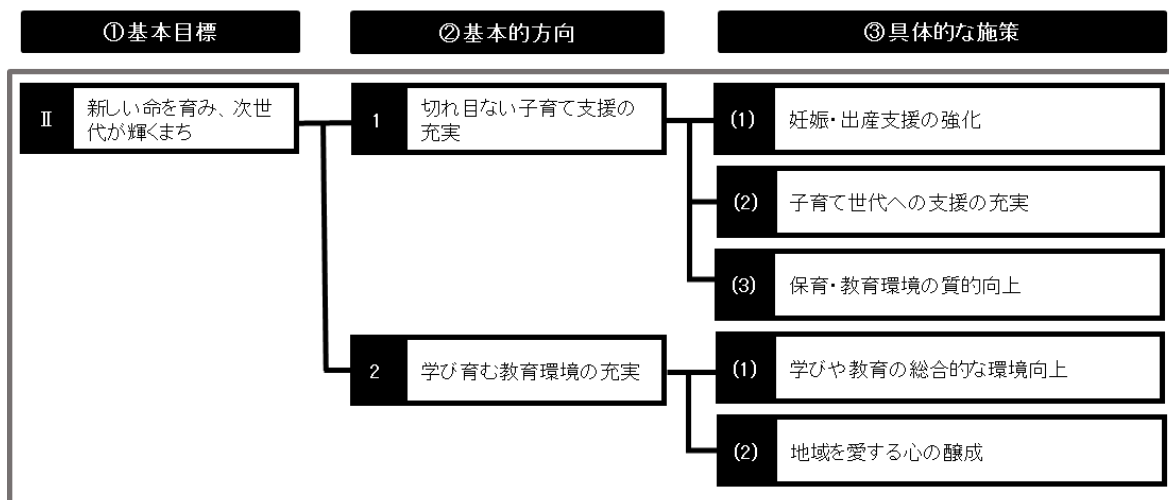 ①基本目標
②基本的方向
③具体的な施策
Ⅱ
新しい命を育み、次世
代が輝くまち
1
切れ目ない子育て支援の
充実
(1)
妊娠・出産支援の強化
(2)
子育て世代への支援の充実
(3)
保育・教育環境の質的向上
2
学び育む教育環境の充実
(1)
学びや教育の総合的な環境向上
(2)
地域を愛する心の醸成